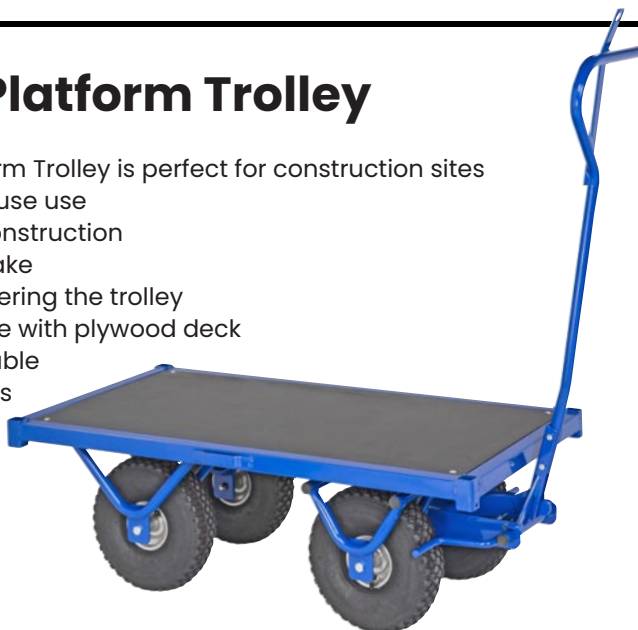 Platform Trolley
rm Trolley is perfect for construction sites
use use
onstruction
ake
ering the trolley
e with plywood deck
able
s